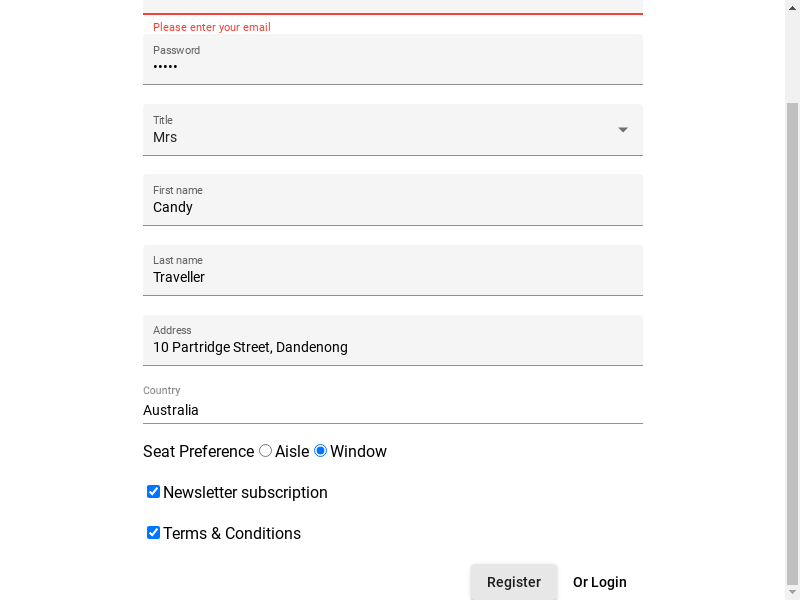 Please enter your email
Password
•••••
Title
Mrs
First name
Candy
Last name
Traveller
Address
10 Partridge Street, Dandenong
Country
Australia
Seat Preference Aisle Window
Newsletter subscription
Terms & Conditions
Register Or Login